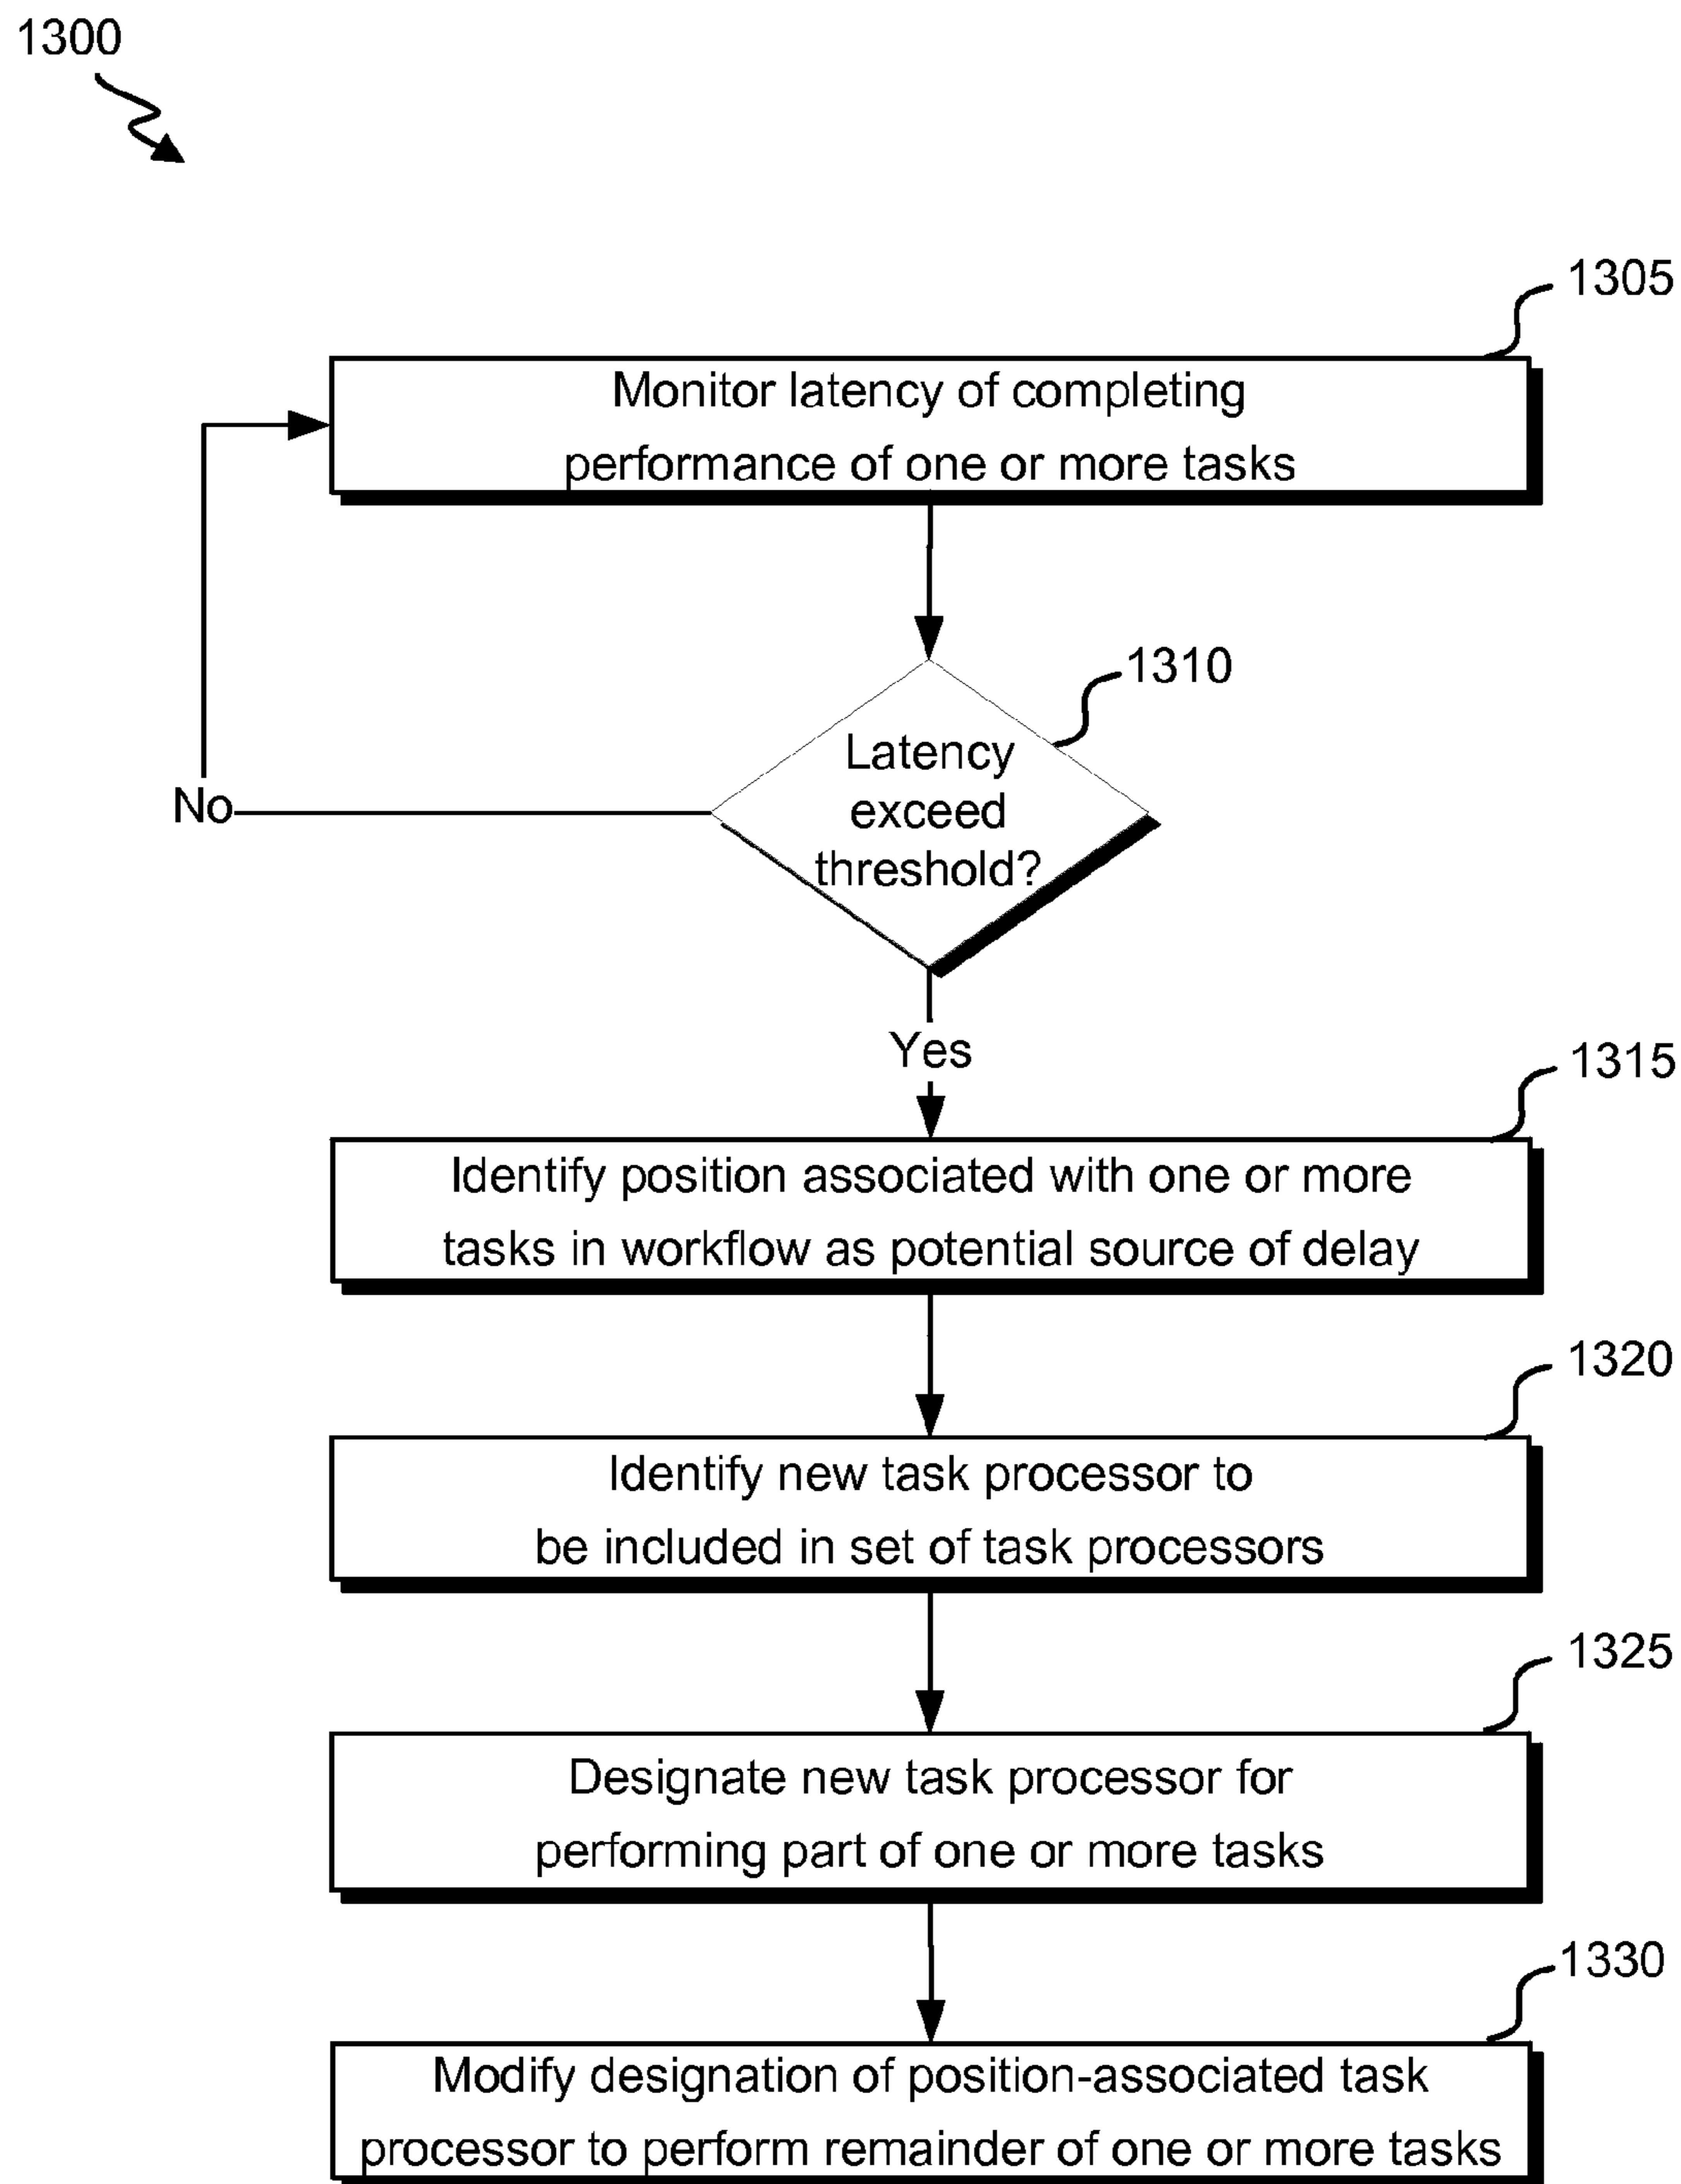 1300
1305
Monitor latency of completing
performance of one or more tasks
1310
Latency
exceed
threshold?
No
Yes
1315
Identify position associated with one or more
tasks in workflow as potential source of delay
1320
Identify new task processor to
be included in set of task processors
1325
Designate new task processor for
performing part of one or more tasks
1330
Modify designation of position-associated task
processor to perform remainder of one or more tasks